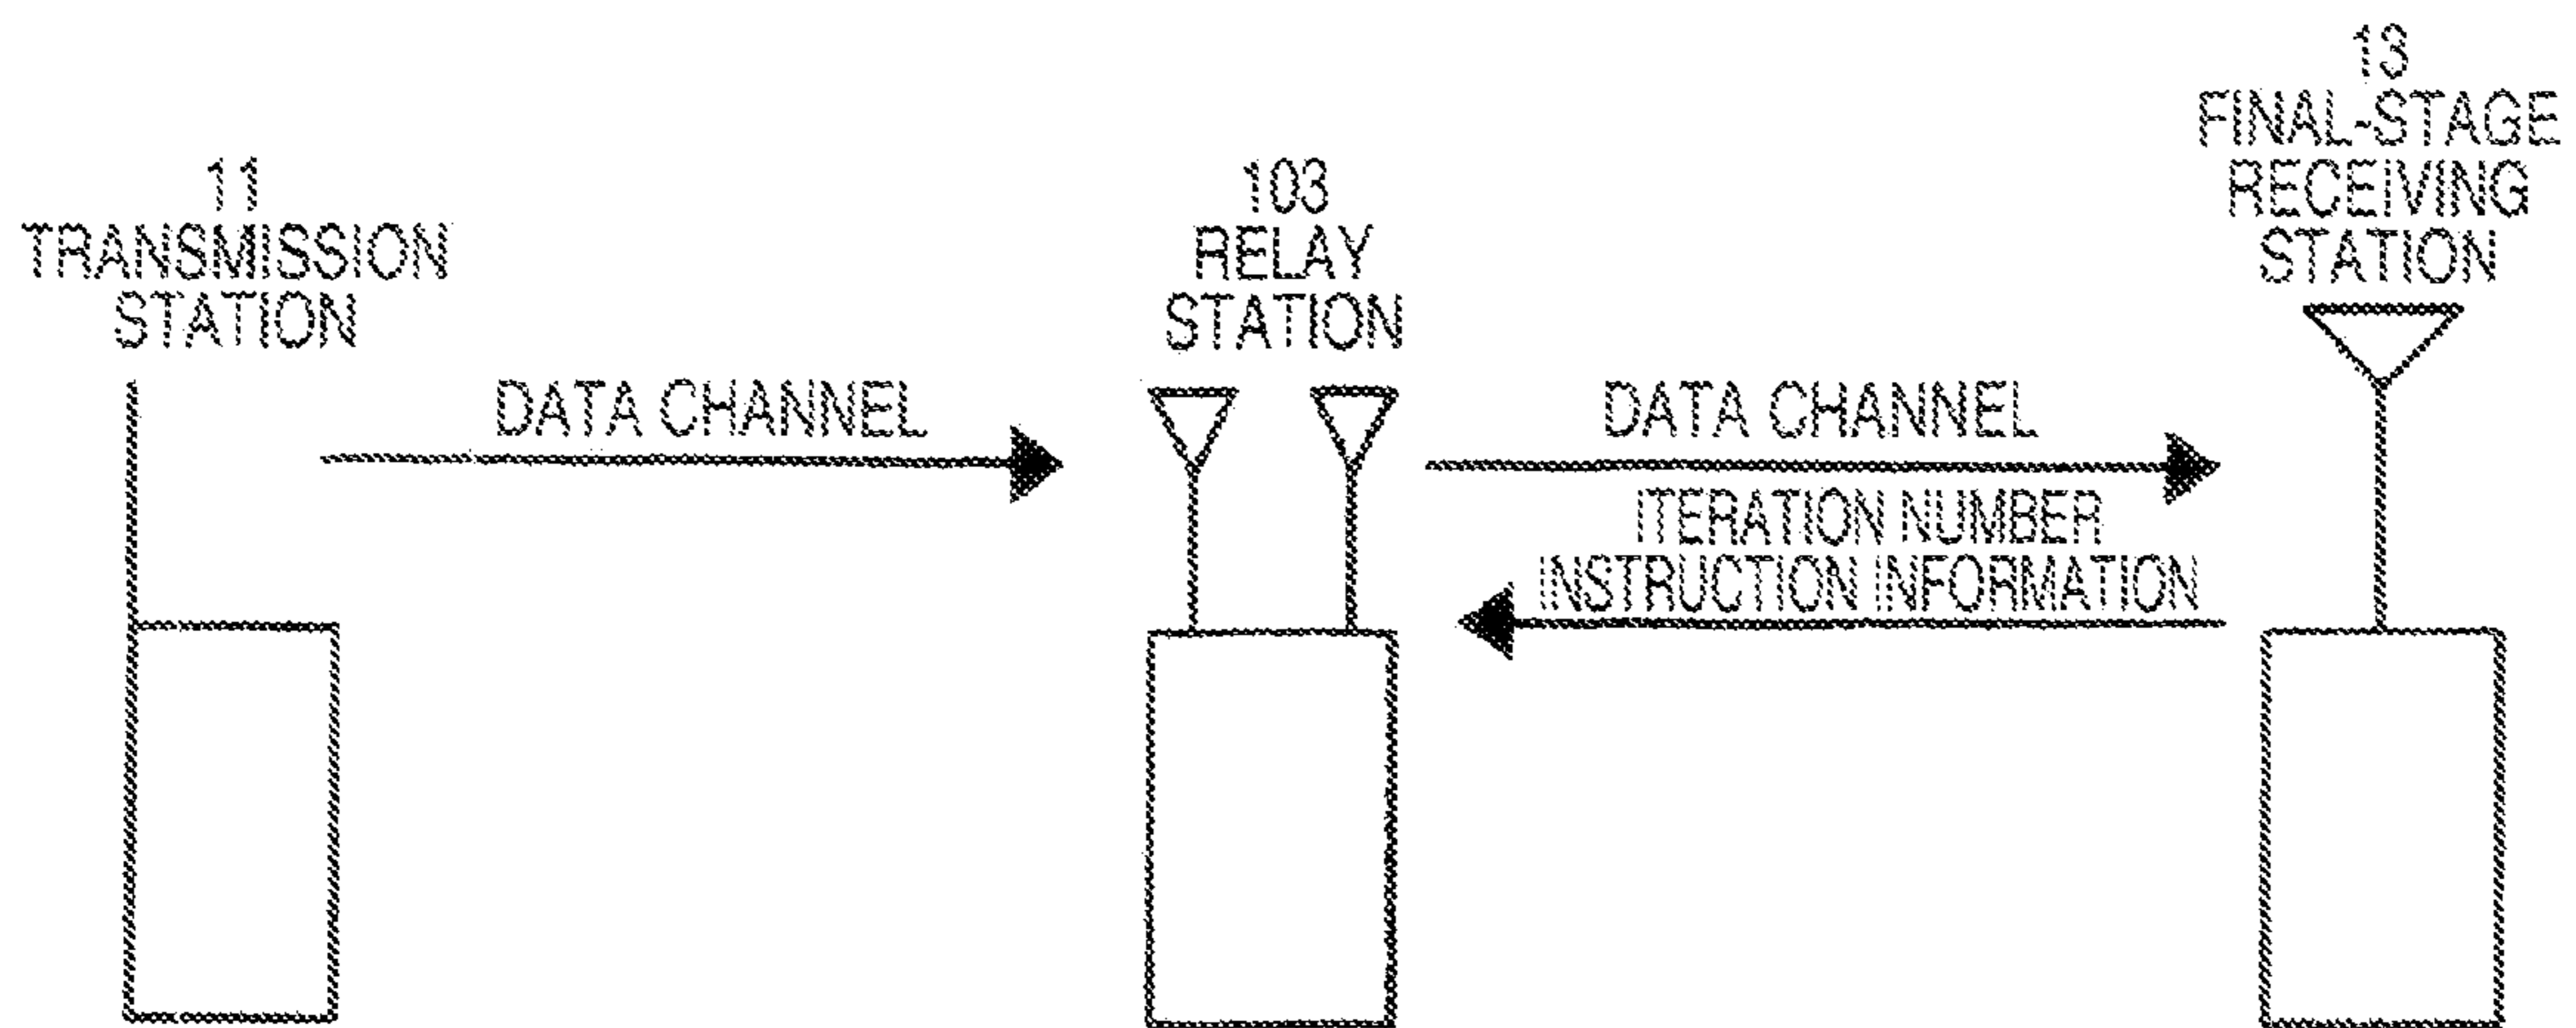 11
TRANSMISSION
STATION
DATA CHANNEL
103
RELAY
STATION
DATA CHANNEL
ITERATION NUMBER
INSTRUCTION INFORMATION
13
FINAL-STAGE
RECEIVING
STATION